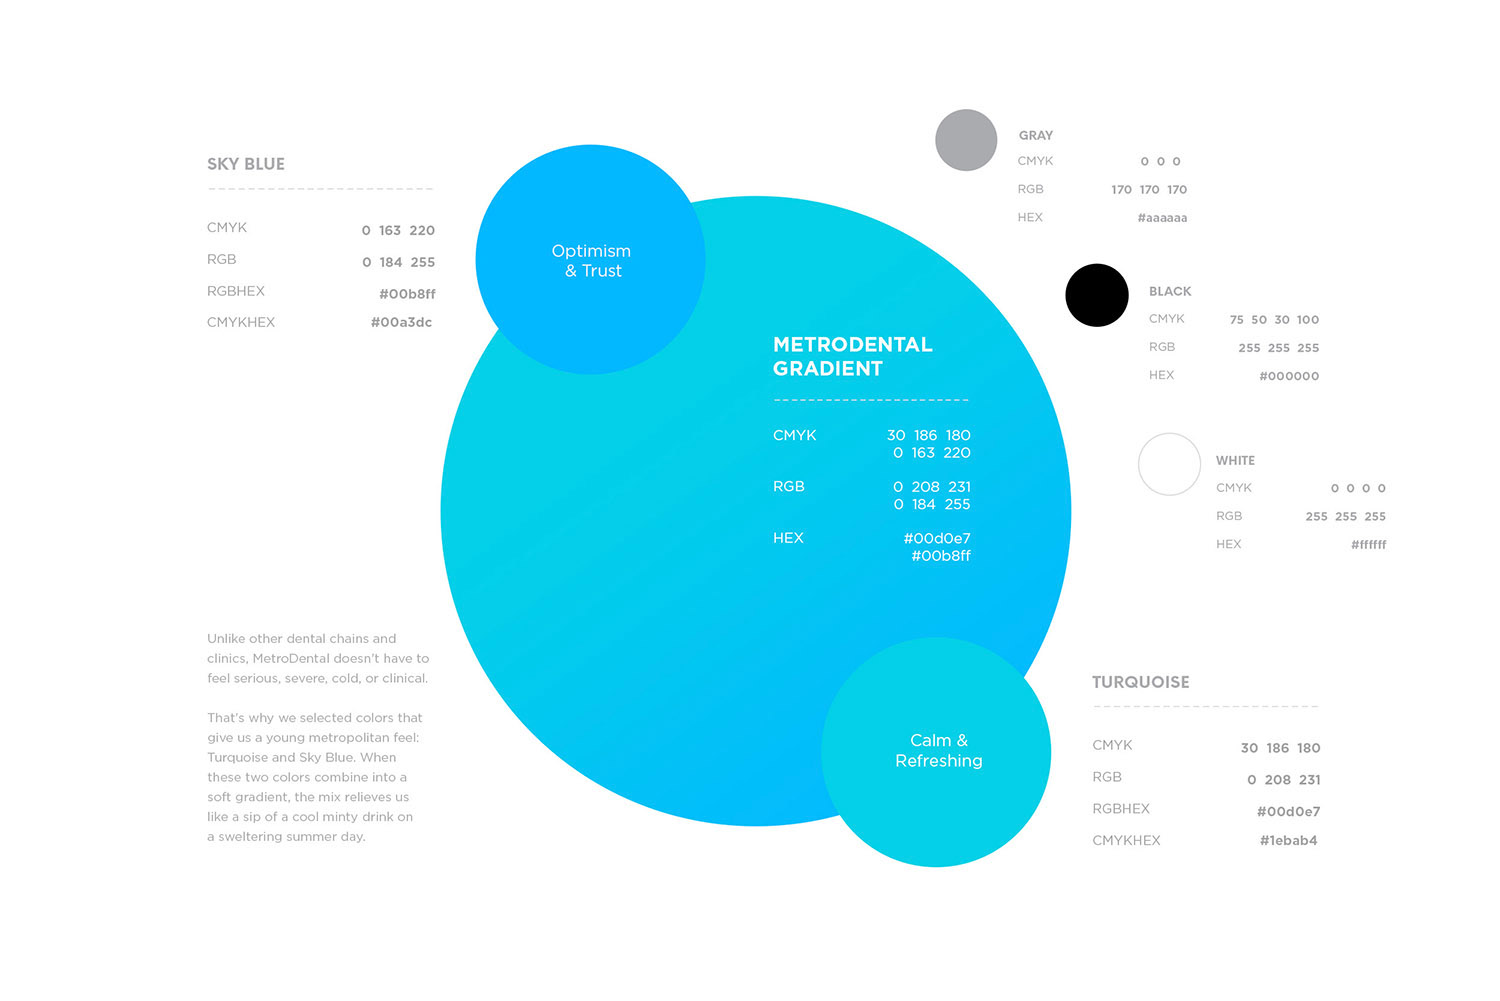 SKY BLUE
CMYK 0 163 220
RGB 0 184 255
RGBHEX #00b8ff
CMYKHEX #00a3dc
Optimism
& Trust
METRODENTAL
GRADIENT
CMYK 30 186 180
0 163 220
RGB 0 208 231
0 184 255
HEX #00d0e7
#00b8ff
GRAY
CMYK 0 0 0
RGB 170 170 170
HEX #aaaaaa
BLACK
CMYK 75 50 30 100
RGB 255 255 255
HEX #000000
WHITE
CMYK 0 0 0 0
RGB 255 255 255
HEX #ffffff
Unlike other dental chains and
clinics, MetroDental doesn't have to
feel serious, severe, cold, or clinical.
That's why we selected colors that
give us a young metropolitan feel:
Turquoise and Sky Blue. When
these two colors combine into a
soft gradient, the mix relieves us
like a sip of a cool minty drink on
a sweltering summer day.
Calm &
Refreshing
TURQUOISE
CMYK 30 186 180
RGB 0 208 231
RGBHEX #00d0e7
CMYKHEX #1ebab4